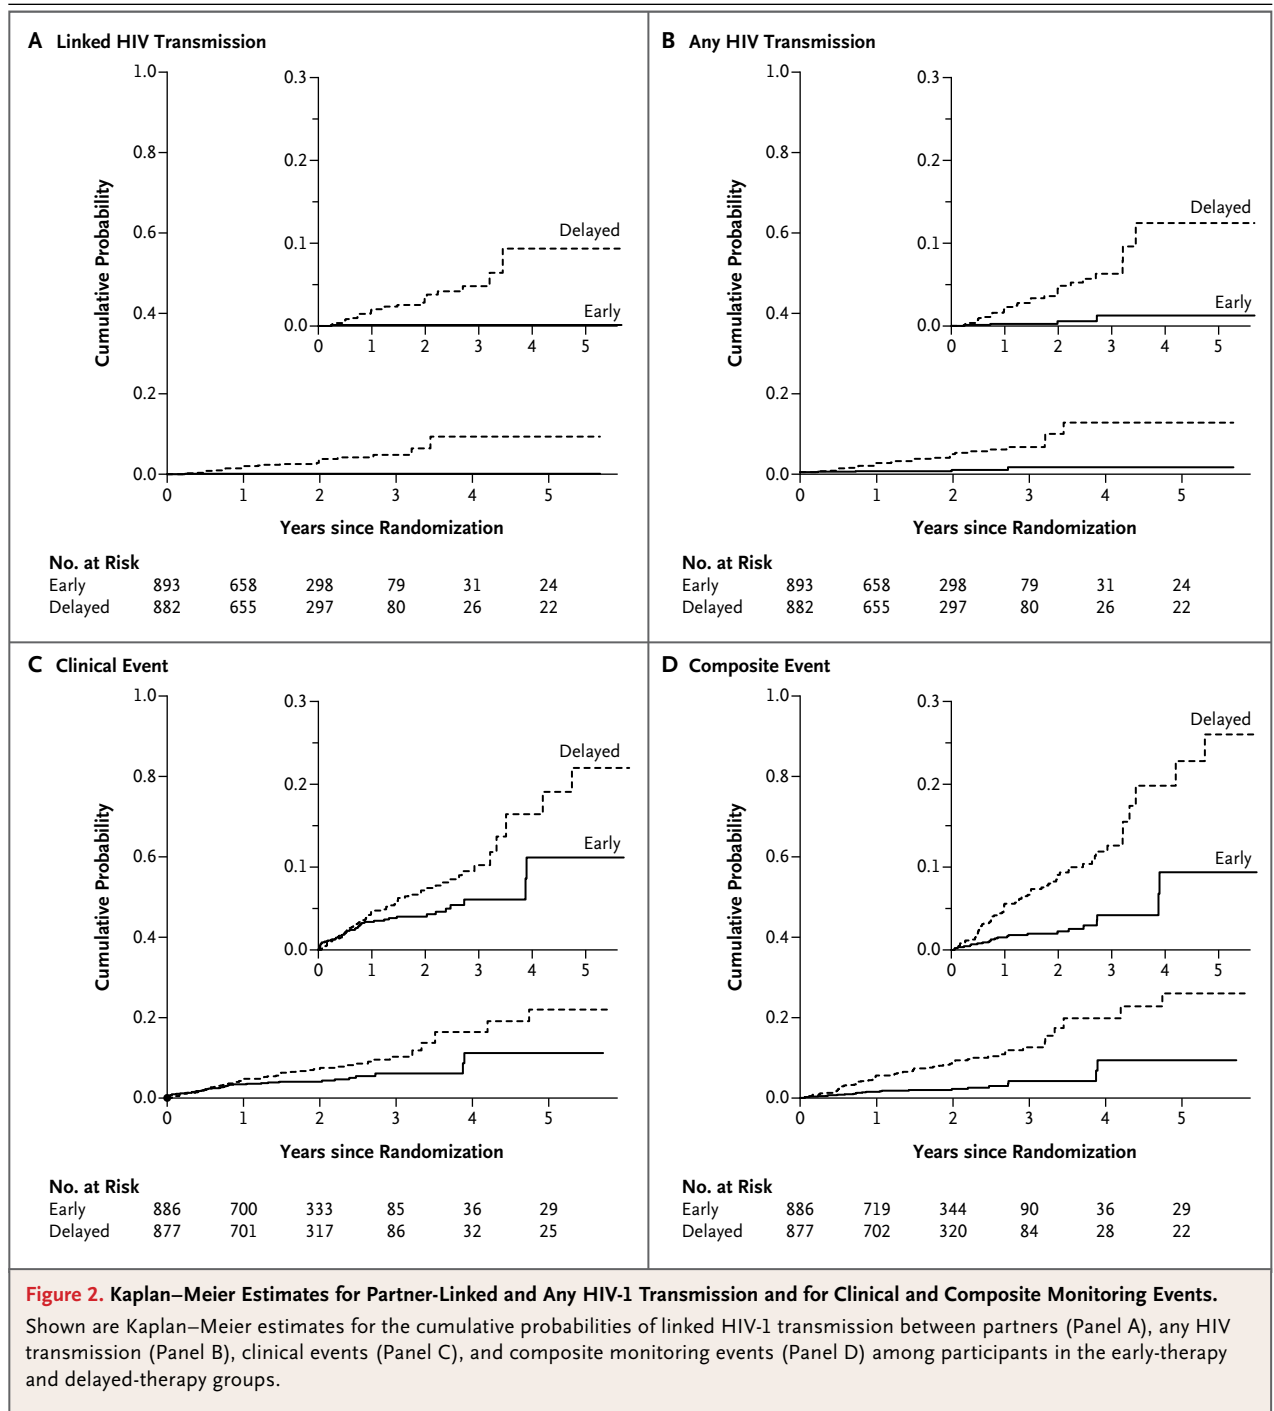 A Linked HIV Transmission
1.0
0.8
0.6
0.4
0.2
0.0
Cumulative Probability
0.3
0.2
0.1
0.0
Delayed
Early
0 1 2 3 4 5
0 1 2 3 4 5
Years since Randomization
No. at Risk
Early 893 658 298 79 31 24
Delayed 882 655 297 80 26 22
B Any HIV Transmission
1.0
0.8
0.6
0.4
0.2
0.0
Cumulative Probability
0.3
0.2
0.1
0.0
Delayed
Early
0 1 2 3 4 5
0 1 2 3 4 5
Years since Randomization
No. at Risk
Early 893 658 298 79 31 24
Delayed 882 655 297 80 26 22
C Clinical Event
1.0
0.8
0.6
0.4
0.2
0.0
Cumulative Probability
0.3
0.2
0.1
0.0
Delayed
Early
0 1 2 3 4 5
0 1 2 3 4 5
Years since Randomization
No. at Risk
Early 886 700 333 85 36 29
Delayed 877 701 317 86 32 25
D Composite Event
1.0
0.8
0.6
0.4
0.2
0.0
Cumulative Probability
0.3
0.2
0.1
0.0
Delayed
Early
0 1 2 3 4 5
0 1 2 3 4 5
Years since Randomization
No. at Risk
Early 886 719 344 90 36 29
Delayed 877 702 320 84 28 22
Figure 2. Kaplan–Meier Estimates for Partner-Linked and Any HIV-1 Transmission and for Clinical and Composite Monitoring Events.
Shown are Kaplan–Meier estimates for the cumulative probabilities of linked HIV-1 transmission between partners (Panel A), any HIV
transmission (Panel B), clinical events (Panel C), and composite monitoring events (Panel D) among participants in the early-therapy
and delayed-therapy groups.